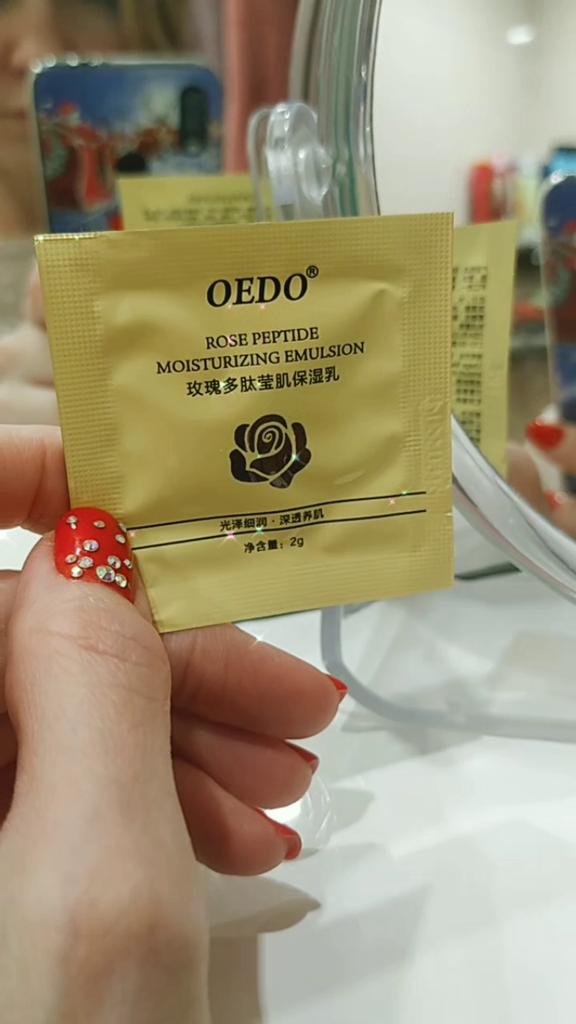 OEDO®
ROSE PEPTIDE
MOISTURIZING EMULSION
玫瑰多肽莹肌保湿乳
光泽细润·深透养肌
净含量：2g